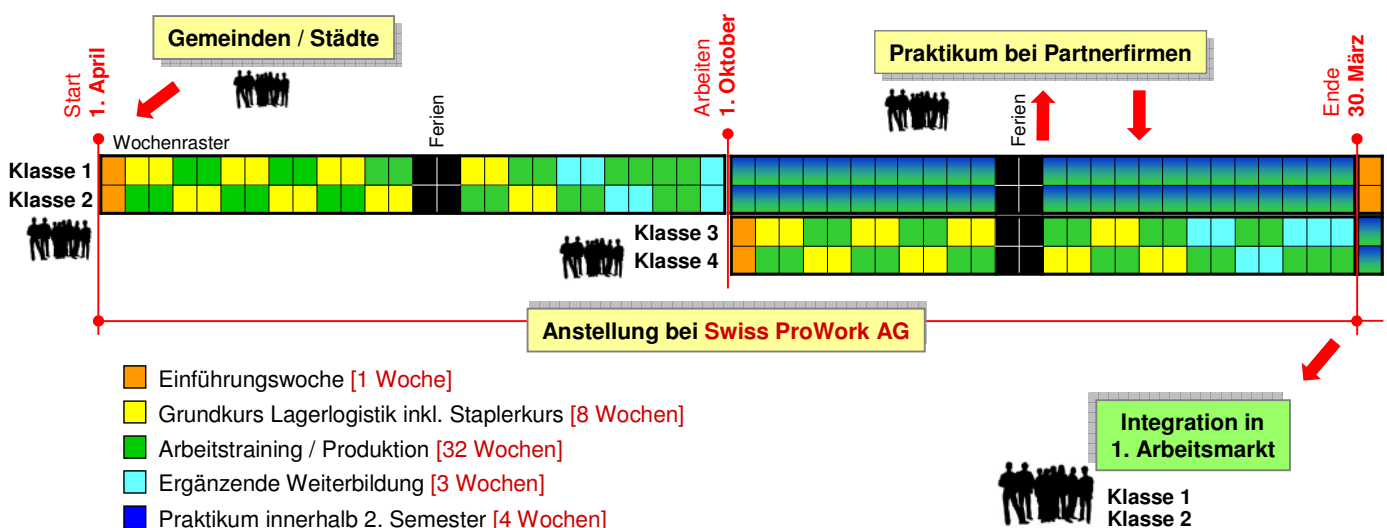 Gemeinden / Städte
Praktikum bei Partnerfirmen
Start
1. April
Wochenraster
Ferien
Arbeiten
1. Oktober
Ferien
Ende
30. März
Klasse 1
Klasse 2
Klasse 3
Klasse 4
Anstellung bei Swiss ProWork AG
Einführungswoche [1 Woche]
Grundkurs Lagerlogistik inkl. Staplerkurs [8 Wochen]
Arbeitstraining / Produktion [32 Wochen]
Ergänzende Weiterbildung [3 Wochen]
Praktikum innerhalb 2. Semester [4 Wochen]
Integration in
1. Arbeitsmarkt
Klasse 1
Klasse 2